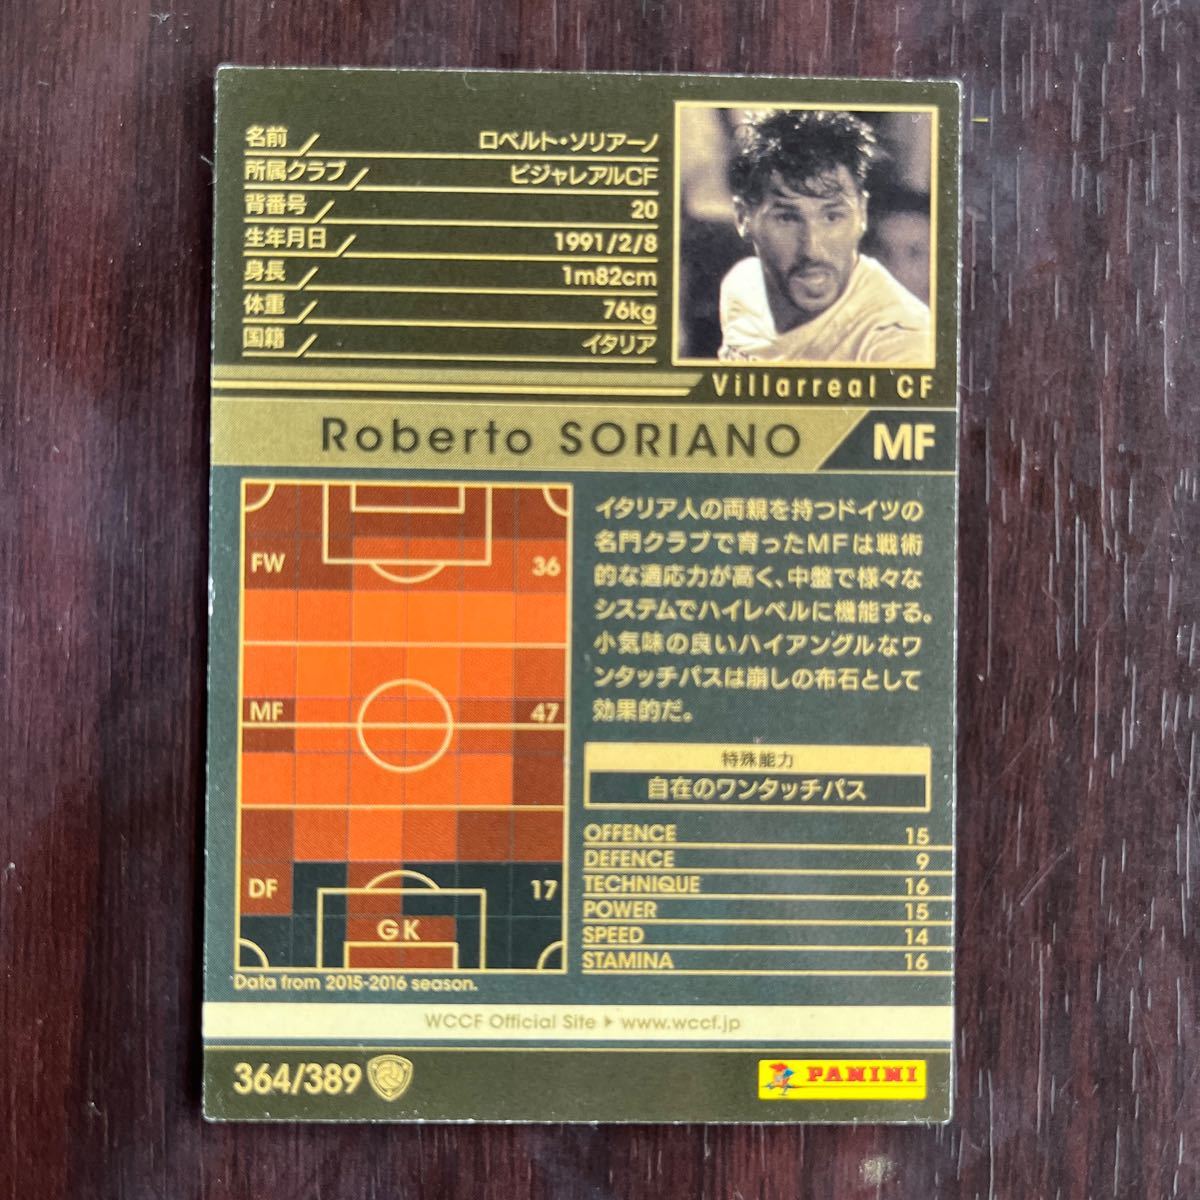 名前 ロベルト・ソリアーノ
所属クラブ ビジャレアルCF
背番号 20
生年月日 1991/2/8
身長 1m82cm
体重 76kg
国籍 イタリア
Villarreal CF
Roberto SORIANO MF
FW 36
MF 47
DF 17
GK
Data from 2015-2016 season.
イタリア人の両親を持つドイツの
名門クラブで育ったMFは戦術
的な適応力が高く、中盤で様々な
システムでハイレベルに機能する。
小気味の良いハイアングルなワ
ンタッチパスは崩しの布石として
効果的だ。
特殊能力
自在のワンタッチパス
OFFENCE 15
DEFENCE 9
TECHNIQUE 16
POWER 15
SPEED 14
STAMINA 16
WCCF Official Site ▶ www.wccf.jp
364/389
PANINI